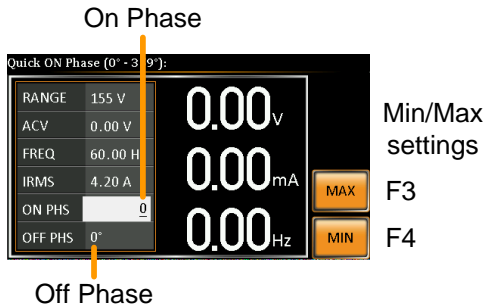 On Phase
Quick ON Phase (0° - 359°):
RANGE 155 V
ACV 0.00 V
FREQ 60.00 H
IRMS 4.20 A
ON PHS 0
OFF PHS 0°
0.00V
0.00mA
0.00Hz
Min/Max
settings
MAX F3
MIN F4
Off Phase